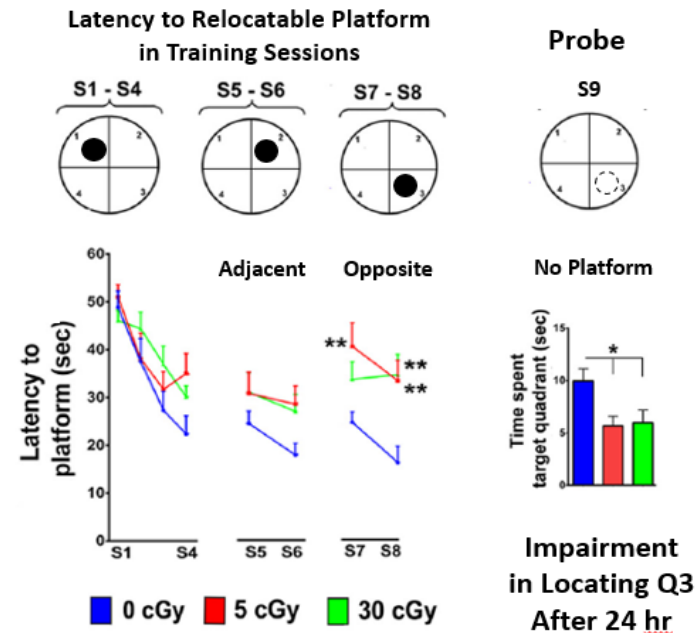 Latency to Relocatable Platform
in Training Sessions
Probe
S1 - S4
S5 - S6
S7 - S8
S9
1
2
3
4
1
2
3
4
1
2
3
4
1
2
3
4
Adjacent
Opposite
No Platform
Latency to
platform (sec)
60
50
40
30
20
10
0
**
**
**
S1
S4
S5
S6
S7
S8
Time spent
target quadrant (sec)
15
10
5
0
*
0 cGy
5 cGy
30 cGy
Impairment
in Locating Q3
After 24 hr